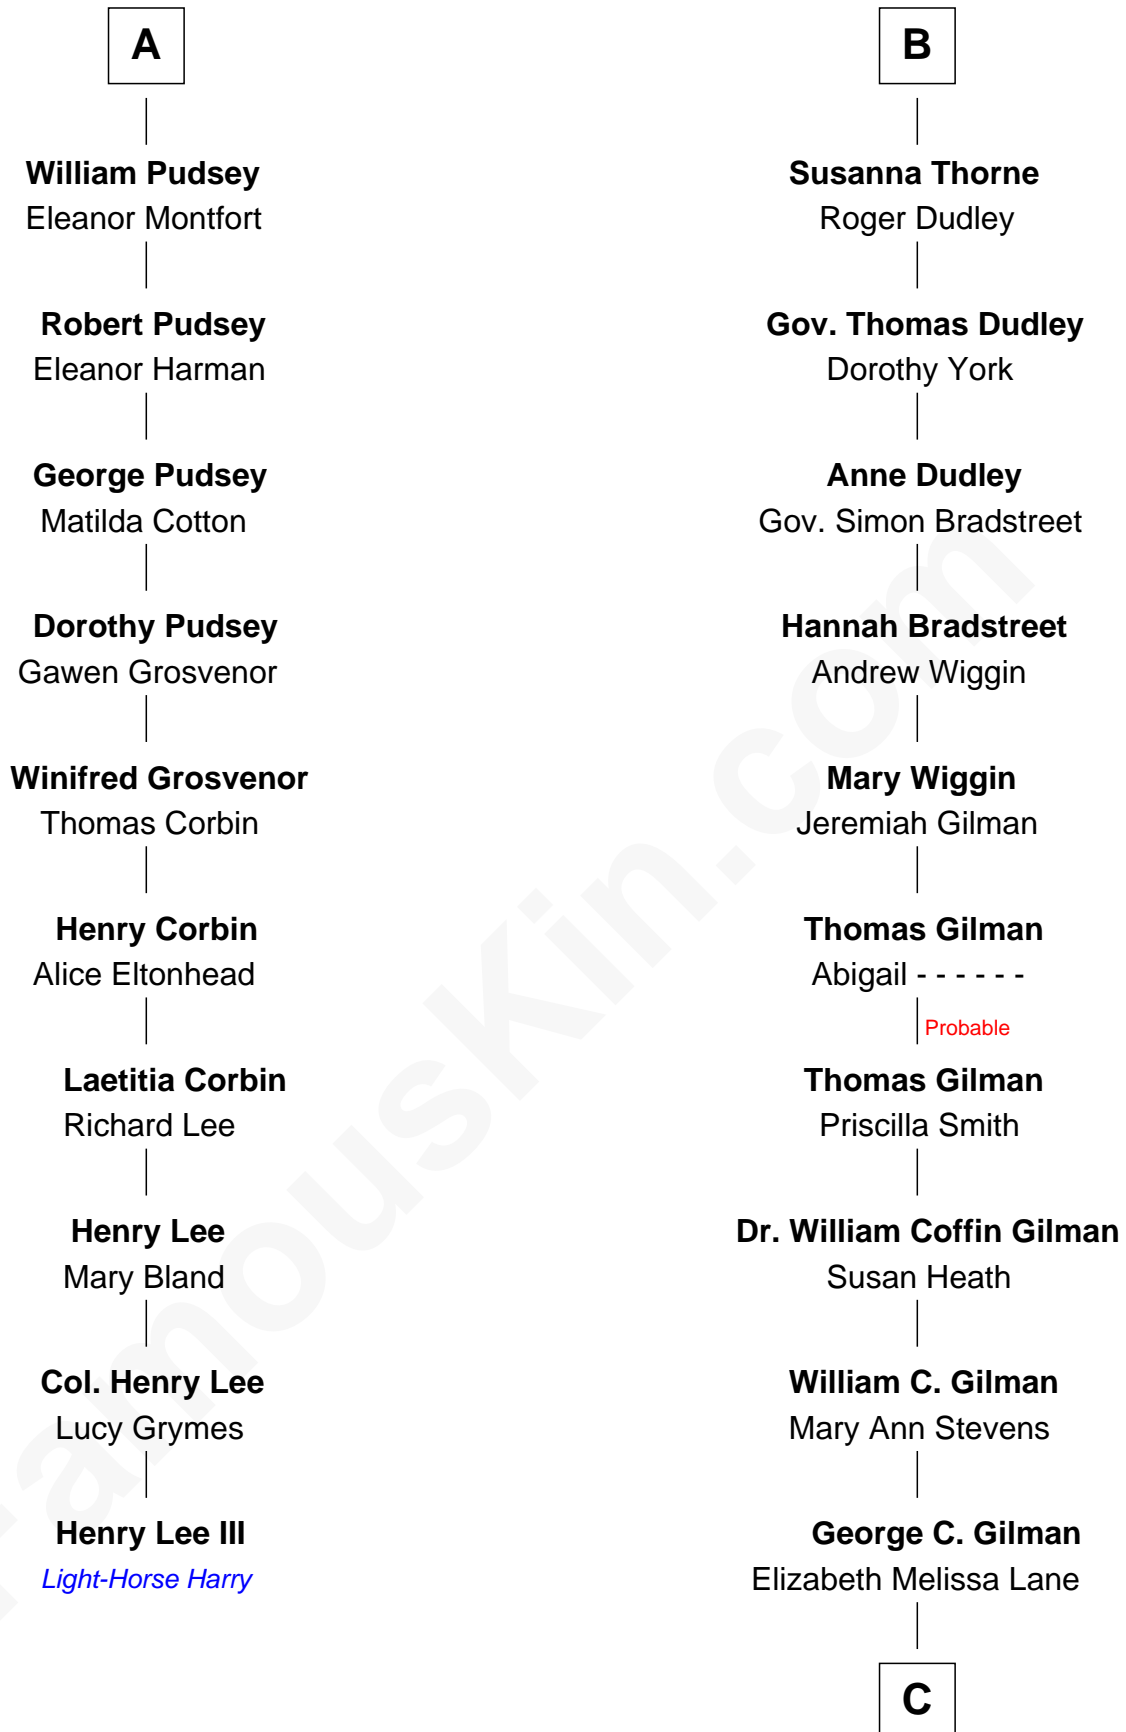 A
William Pudsey
Eleanor Montfort
Robert Pudsey
Eleanor Harman
George Pudsey
Matilda Cotton
Dorothy Pudsey
Gawen Grosvenor
Winifred Grosvenor
Thomas Corbin
Henry Corbin
Alice Eltonhead
Laetitia Corbin
Richard Lee
Henry Lee
Mary Bland
Col. Henry Lee
Lucy Grymes
Henry Lee III
Light-Horse Harry
B
Susanna Thorne
Roger Dudley
Gov. Thomas Dudley
Dorothy York
Anne Dudley
Gov. Simon Bradstreet
Hannah Bradstreet
Andrew Wiggin
Mary Wiggin
Jeremiah Gilman
Thomas Gilman
Abigail - - - - - -
Probable
Thomas Gilman
Priscilla Smith
Dr. William Coffin Gilman
Susan Heath
William C. Gilman
Mary Ann Stevens
George C. Gilman
Elizabeth Melissa Lane
C
FamousKin.com